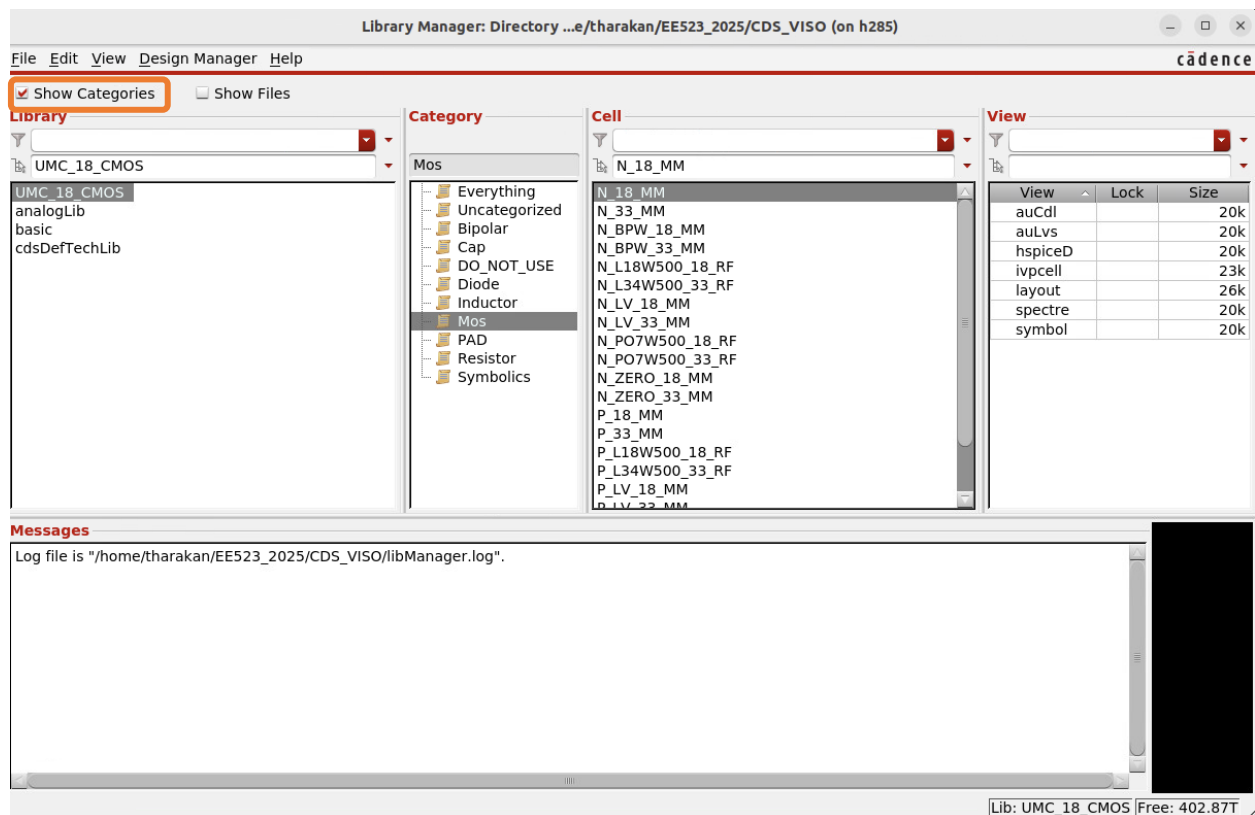 Library Manager: Directory ...e/tharakan/EE523_2025/CDS_VISO (on h285)
File Edit View Design Manager Help
cādence
Show Categories Show Files
Library
UMC_18_CMOS
UMC_18_CMOS
analogLib
basic
cdsDefTechLib
Category
Mos
Everything
Uncategorized
Bipolar
Cap
DO_NOT_USE
Diode
Inductor
Mos
PAD
Resistor
Symbolics
Cell
N_18_MM
N_18_MM
N_33_MM
N_BPW_18_MM
N_BPW_33_MM
N_L18W500_18_RF
N_L34W500_33_RF
N_LV_18_MM
N_LV_33_MM
N_PO7W500_18_RF
N_PO7W500_33_RF
N_ZERO_18_MM
N_ZERO_33_MM
P_18_MM
P_33_MM
P_L18W500_18_RF
P_L34W500_33_RF
P_LV_18_MM
P_LV_33_MM
View
View Lock Size
auCdl 20k
auLvs 20k
hspiceD 20k
ivpcell 23k
layout 26k
spectre 20k
symbol 20k
Messages
Log file is "/home/tharakan/EE523_2025/CDS_VISO/libManager.log".
Lib: UMC_18_CMOS Free: 402.87T